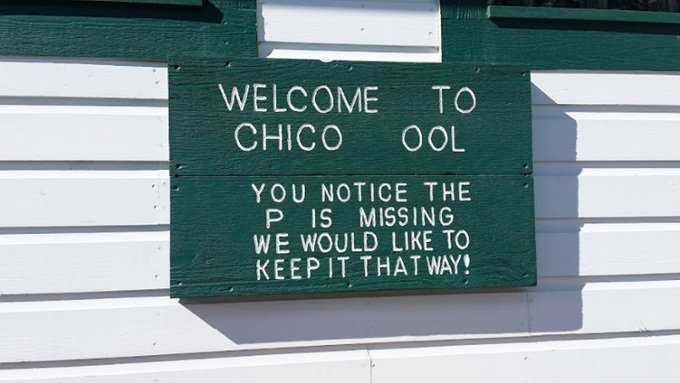 WELCOME TO
CHICO OOL
YOU NOTICE THE
P IS MISSING
WE WOULD LIKE TO
KEEP IT THAT WAY!